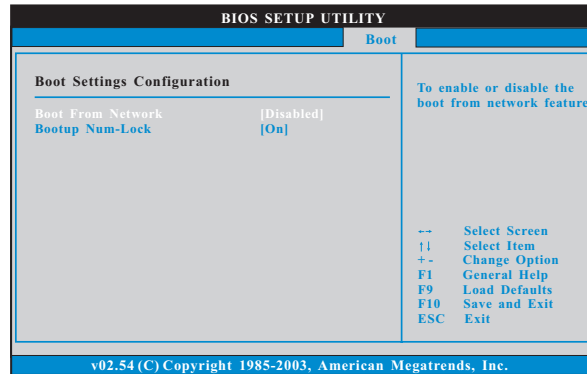 BIOS SETUP UTILITY
Boot
Boot Settings Configuration
Boot From Network [Disabled]
Bootup Num-Lock [On]
To enable or disable the
boot from network feature
←→ Select Screen
↑↓ Select Item
+ - Change Option
F1 General Help
F9 Load Defaults
F10 Save and Exit
ESC Exit
v02.54 (C) Copyright 1985-2003, American Megatrends, Inc.